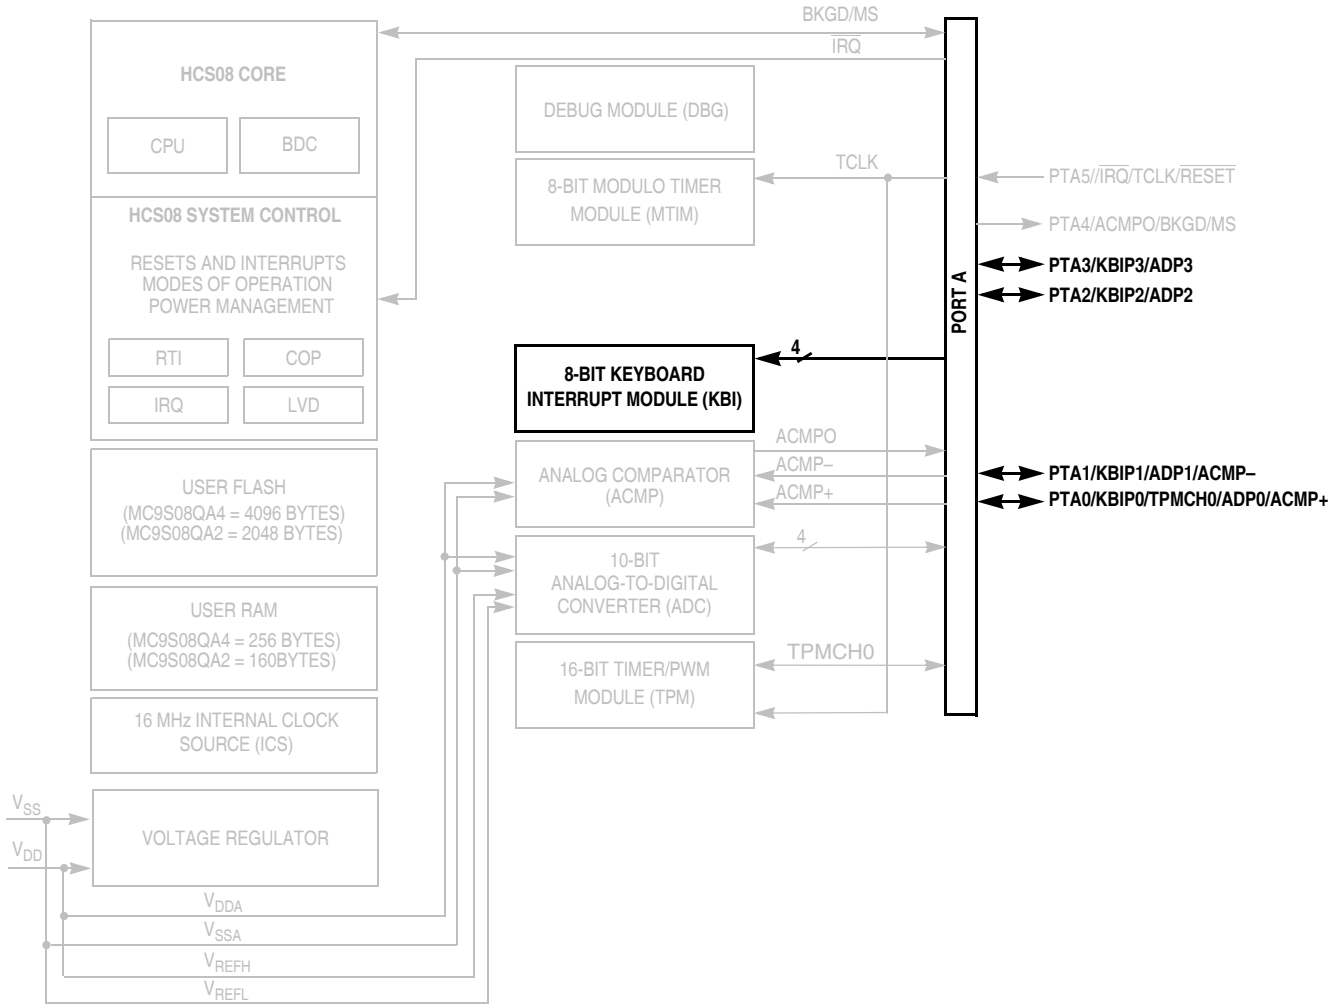 BKGD/MS
IRQ
HCS08 CORE
CPU
BDC
HCS08 SYSTEM CONTROL
RESETS AND INTERRUPTS
MODES OF OPERATION
POWER MANAGEMENT
RTI
COP
IRQ
LVD
USER FLASH
(MC9S08QA4 = 4096 BYTES)
(MC9S08QA2 = 2048 BYTES)
USER RAM
(MC9S08QA4 = 256 BYTES)
(MC9S08QA2 = 160BYTES)
16 MHz INTERNAL CLOCK
SOURCE (ICS)
VOLTAGE REGULATOR
VSS
VDD
VDDA
VSSA
VREFH
VREFL
DEBUG MODULE (DBG)
8-BIT MODULO TIMER
MODULE (MTIM)
TCLK
8-BIT KEYBOARD
INTERRUPT MODULE (KBI)
4
ANALOG COMPARATOR
(ACMP)
ACMPO
ACMP–
ACMP+
10-BIT
ANALOG-TO-DIGITAL
CONVERTER (ADC)
4
16-BIT TIMER/PWM
MODULE (TPM)
TPMCH0
PORT A
PTA5//IRQ/TCLK/RESET
PTA4/ACMPO/BKGD/MS
PTA3/KBIP3/ADP3
PTA2/KBIP2/ADP2
PTA1/KBIP1/ADP1/ACMP–
PTA0/KBIP0/TPMCH0/ADP0/ACMP+